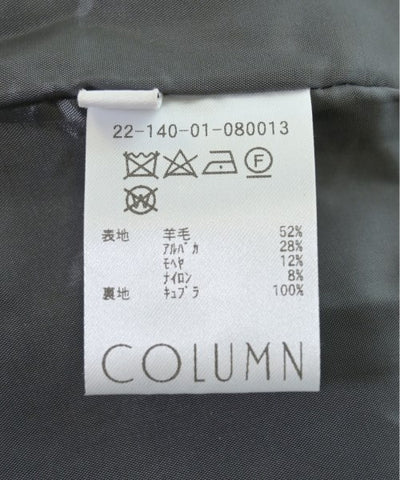 22-140-01-080013
F
W
表地 羊毛 52%
アルパカ 28%
モヘヤ 12%
ナイロン 8%
裏地 キュプラ 100%
COLUMN